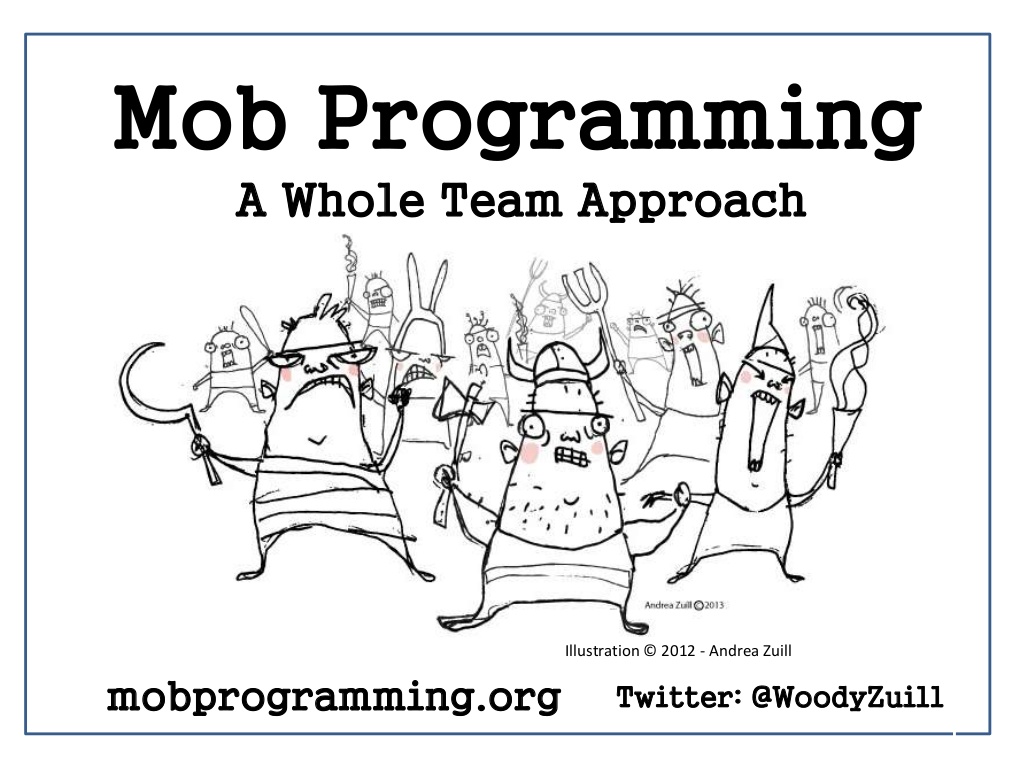 Mob Programming
A Whole Team Approach
Andrea Zuill ©2013
Illustration © 2012 - Andrea Zuill
mobprogramming.org
Twitter: @WoodyZuill